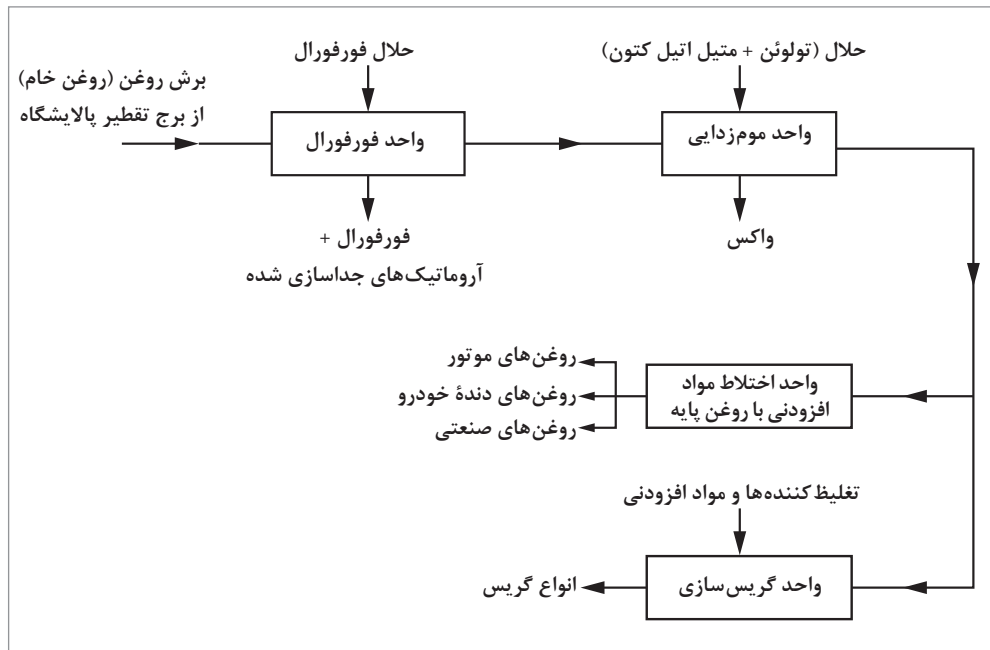 برش روغن (روغن خام)
از برج تقطیر پالایشگاه
حلال فورفورال
واحد فورفورال
فورفورال +
آروماتیک‌های جداسازی شده
حلال (تولوئن + متیل اتیل کتون)
واحد موم‌زدایی
واکس
واحد اختلاط مواد
افزودنی با روغن پایه
روغن‌های موتور
روغن‌های دندۀ خودرو
روغن‌های صنعتی
تغلیظ کننده‌ها و مواد افزودنی
واحد گریس‌سازی
انواع گریس